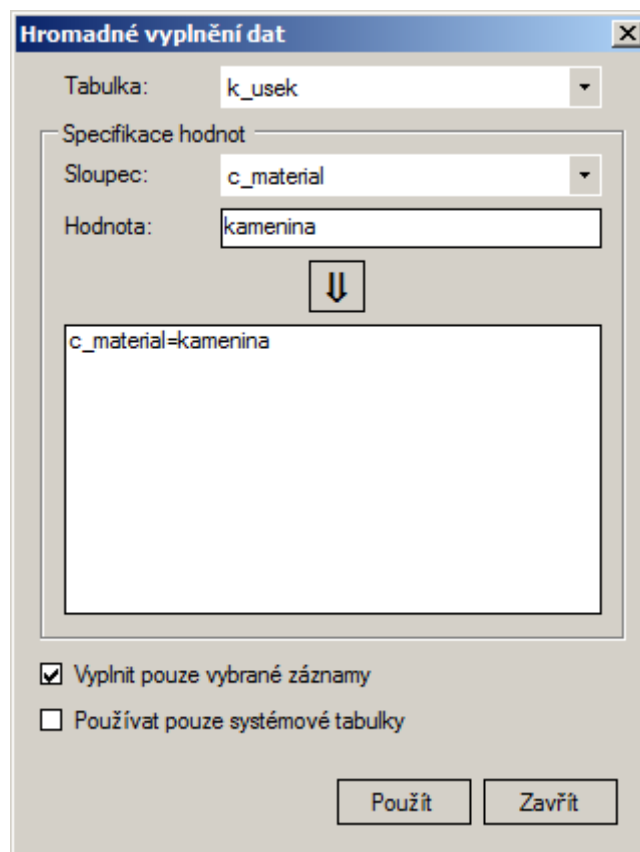 Hromadné vyplnění dat
Tabulka: k_usek
Specifikace hodnot
Sloupec: c_material
Hodnota: kamenina
⇓
c_material=kamenina
Vyplnit pouze vybrané záznamy
Používat pouze systémové tabulky
Použít Zavřít